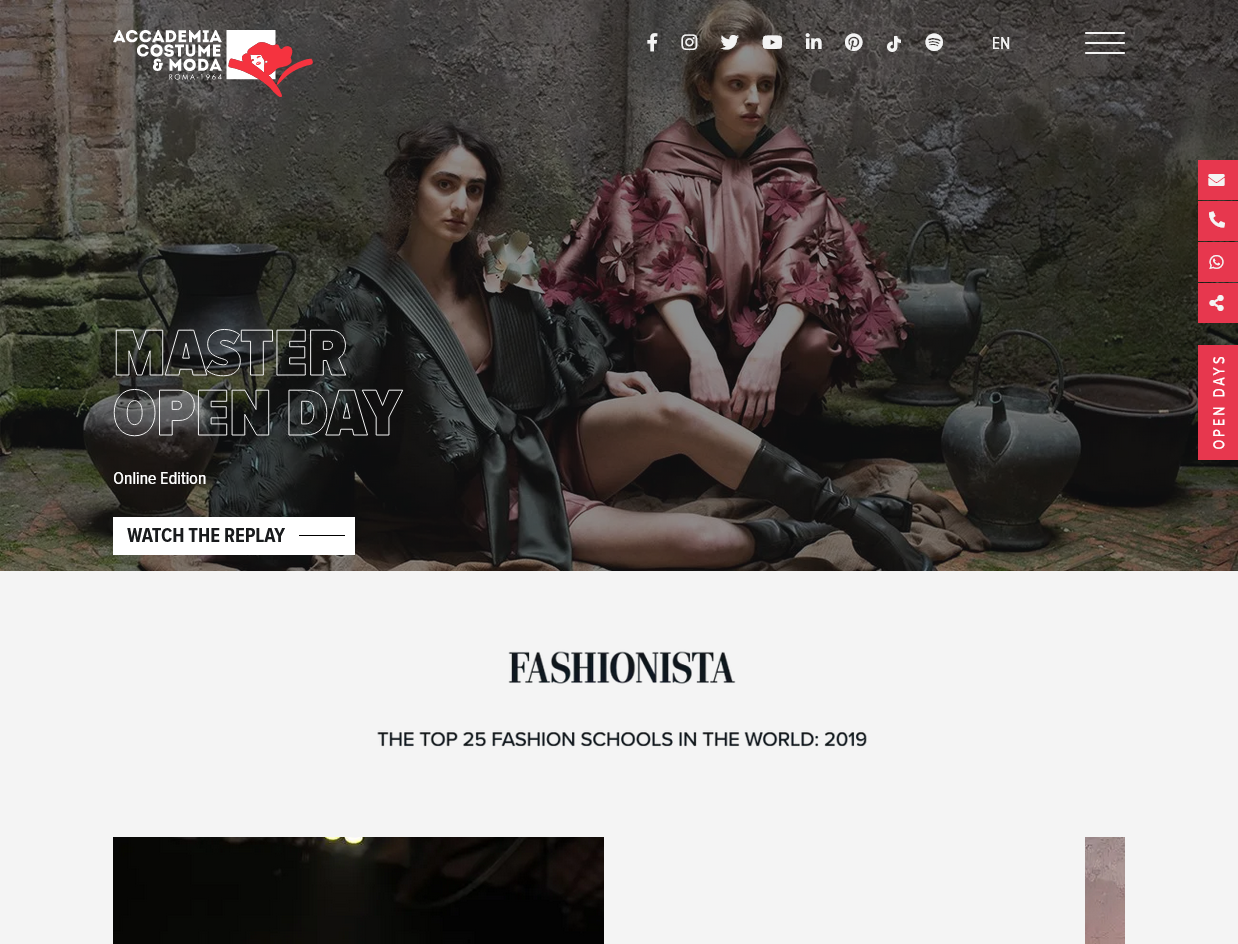 ACCADEMIA
COSTUME
& MODA
ROMA-1964
EN
MASTER
OPEN DAY
Online Edition
WATCH THE REPLAY
OPEN DAYS
FASHIONISTA
THE TOP 25 FASHION SCHOOLS IN THE WORLD: 2019